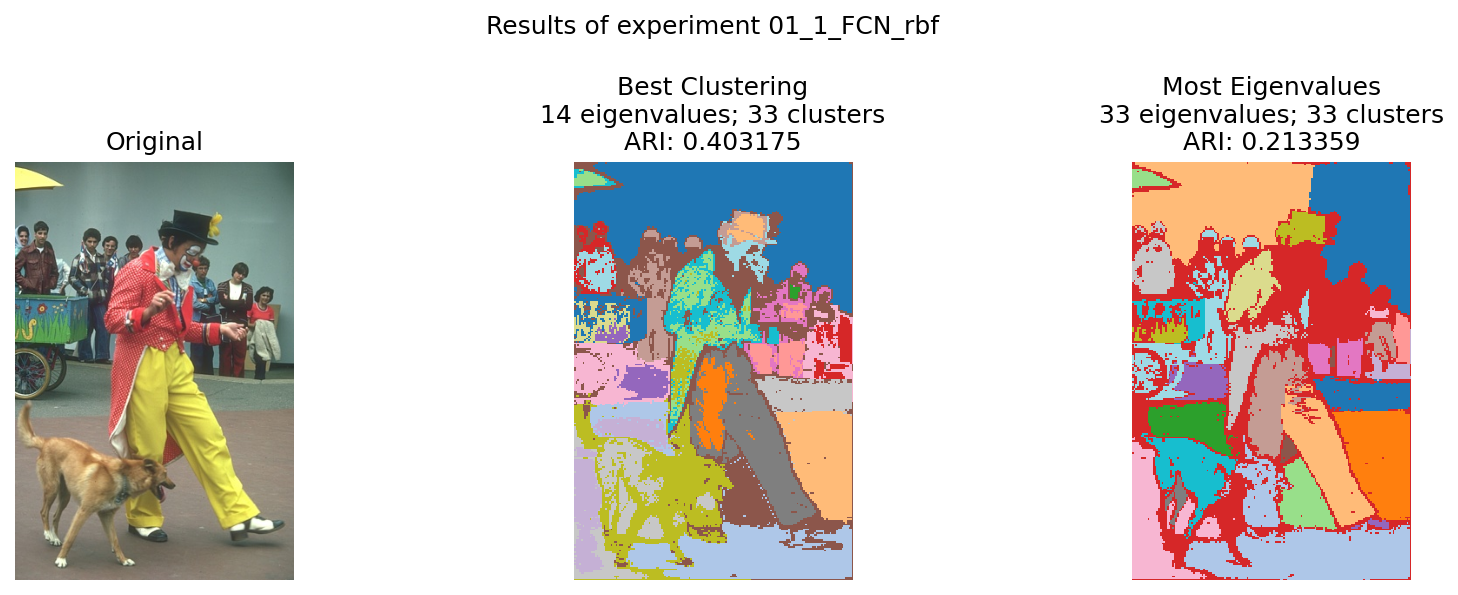 Results of experiment 01_1_FCN_rbf
Original
Best Clustering
14 eigenvalues; 33 clusters
ARI: 0.403175
Most Eigenvalues
33 eigenvalues; 33 clusters
ARI: 0.213359